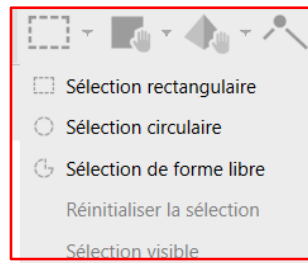 Sélection rectangulaire
Sélection circulaire
Sélection de forme libre
Réinitialiser la sélection
Sélection visible